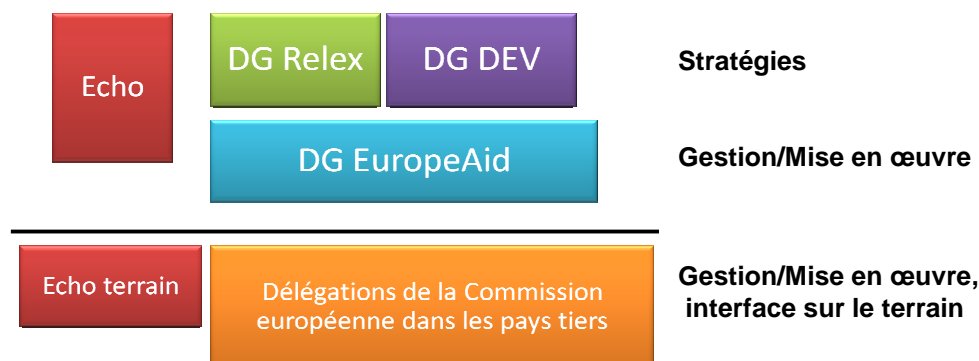 Echo
DG Relex
DG DEV
Stratégies
DG EuropeAid
Gestion/Mise en œuvre
Echo terrain
Délégations de la Commission
européenne dans les pays tiers
Gestion/Mise en œuvre,
interface sur le terrain